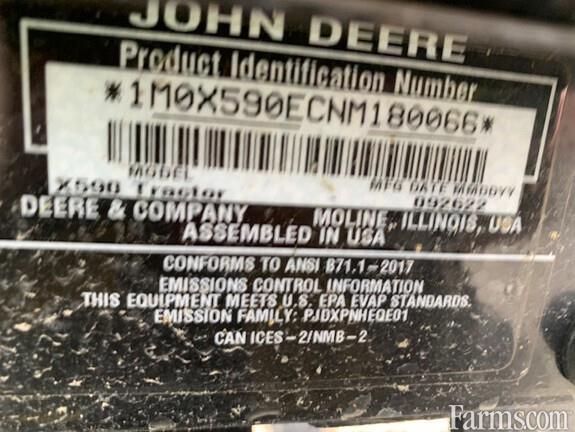 JOHN DEERE
Product Identification Number
*1M0X590ECNM180066*
MODEL MFG DATE MMDDYY
X590 Tractor 092622
DEERE & COMPANY MOLINE, ILLINOIS, USA
ASSEMBLED IN USA
CONFORMS TO ANSI B71.1-2017
EMISSIONS CONTROL INFORMATION
THIS EQUIPMENT MEETS U.S. EPA EVAP STANDARDS.
EMISSION FAMILY: PJDXPNHEQE01
CAN ICES-2/NMB-2
Farms.com